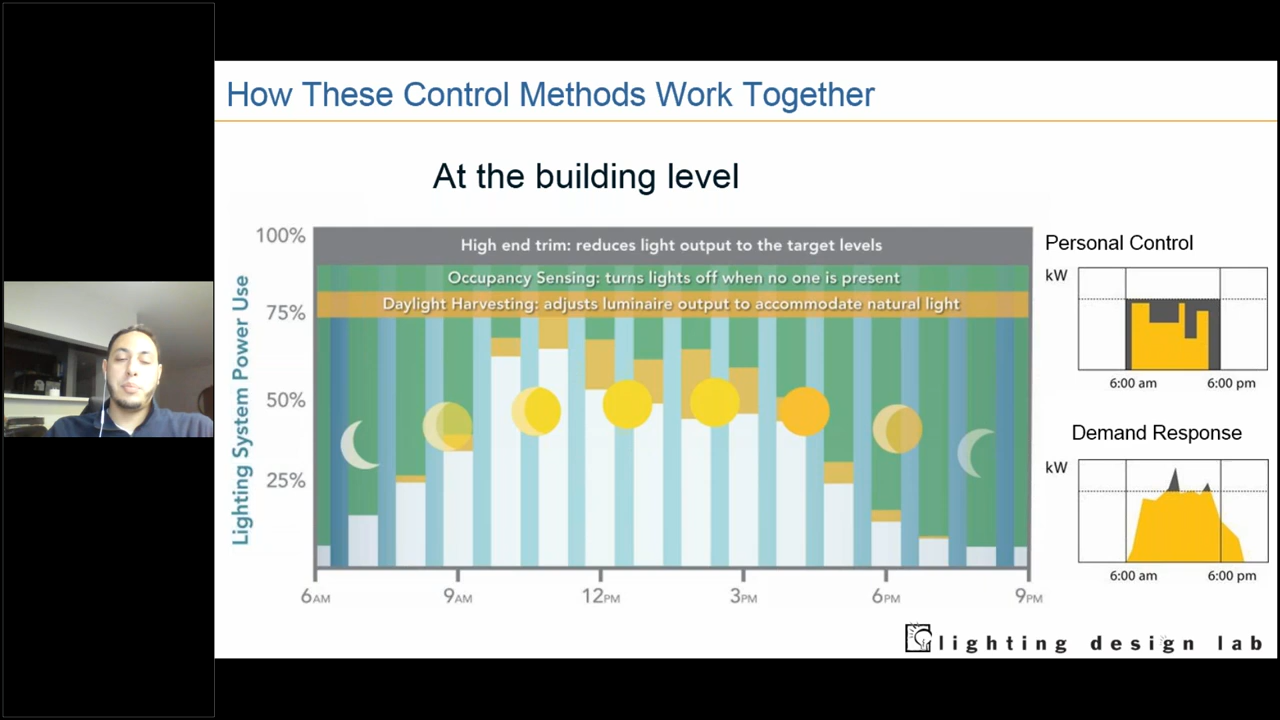 How These Control Methods Work Together
At the building level
Lighting System Power Use
100%
75%
50%
25%
High end trim: reduces light output to the target levels
Occupancy Sensing: turns lights off when no one is present
Daylight Harvesting: adjusts luminaire output to accommodate natural light
6AM
9AM
12PM
3PM
6PM
9PM
Personal Control
kW
6:00 am
6:00 pm
Demand Response
kW
6:00 am
6:00 pm
lighting design lab